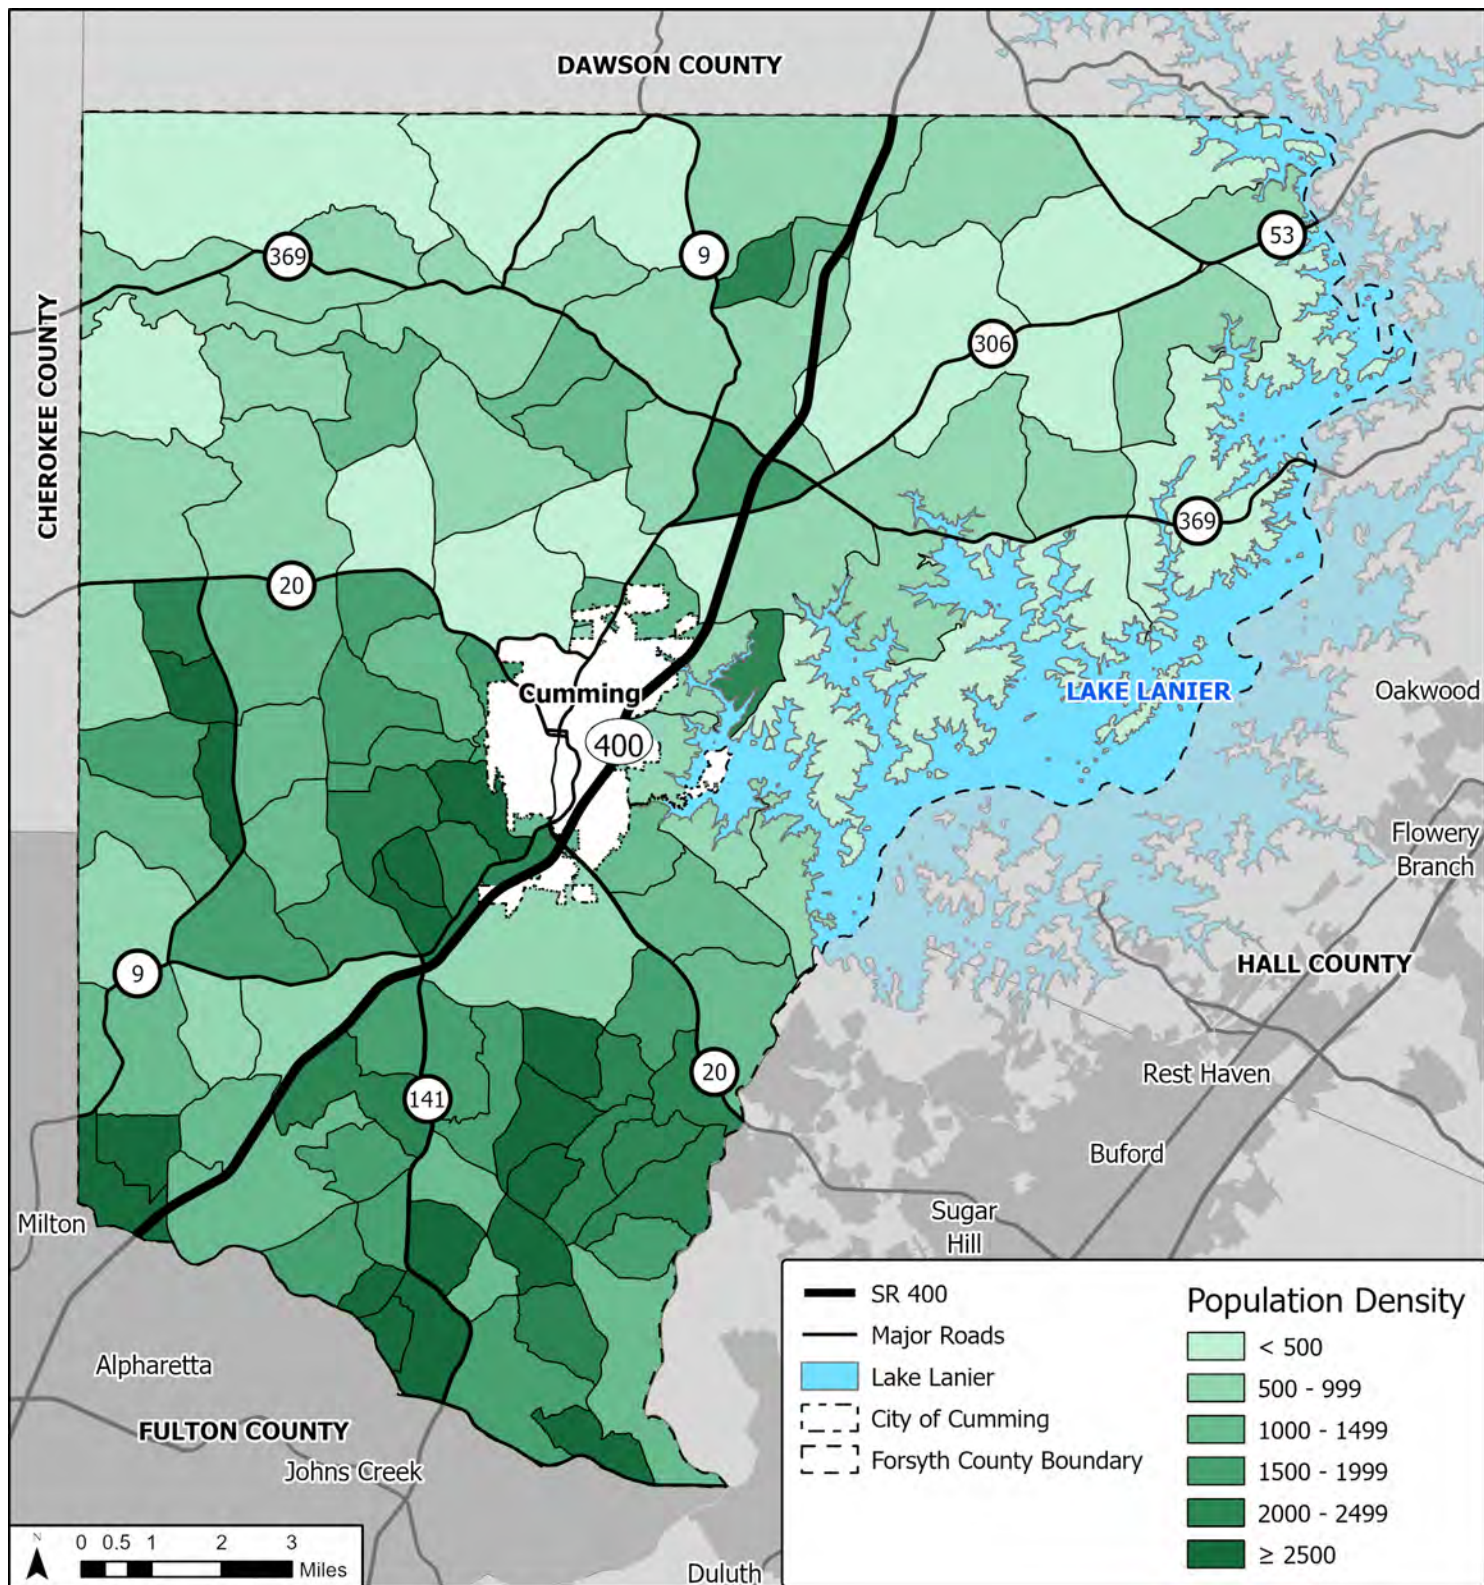 DAWSON COUNTY
53
369
9
306
CHEROKEE COUNTY
369
20
Cumming
LAKE LANIER
Oakwood
400
Flowery
Branch
9
HALL COUNTY
20
Rest Haven
141
Buford
Milton
Sugar
Hill
Alpharetta
FULTON COUNTY
Johns Creek
Duluth
SR 400
Major Roads
Lake Lanier
City of Cumming
Forsyth County Boundary
Population Density
< 500
500 - 999
1000 - 1499
1500 - 1999
2000 - 2499
≥ 2500
N
0 0.5 1 2 3
Miles